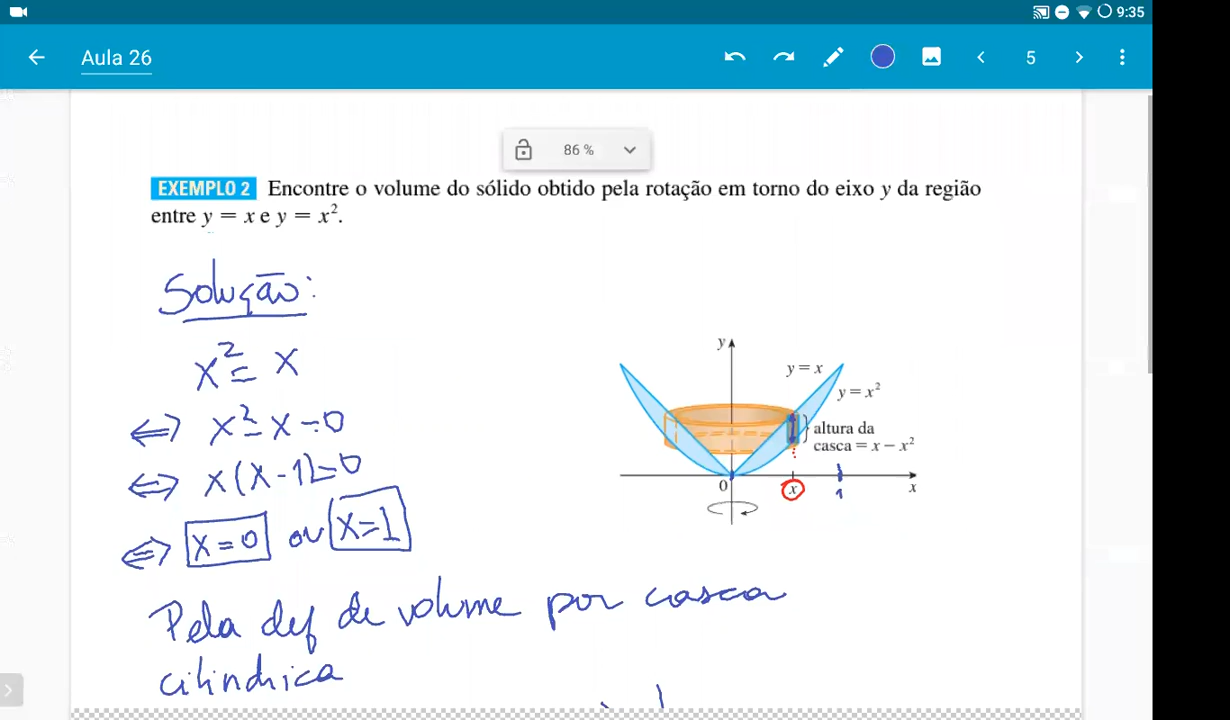 9:35
Aula 26
5
86 %
EXEMPLO 2 Encontre o volume do sólido obtido pela rotação em torno do eixo y da região
entre y = x e y = x².
Solução:
x² = x
⇔ x² - x = 0
⇔ x(x-1) = 0
⇔ x = 0 ou x = 1
Pela def de volume por casca
cilindrica
y
y = x
y = x²
altura da
casca = x − x²
0
x
1
x